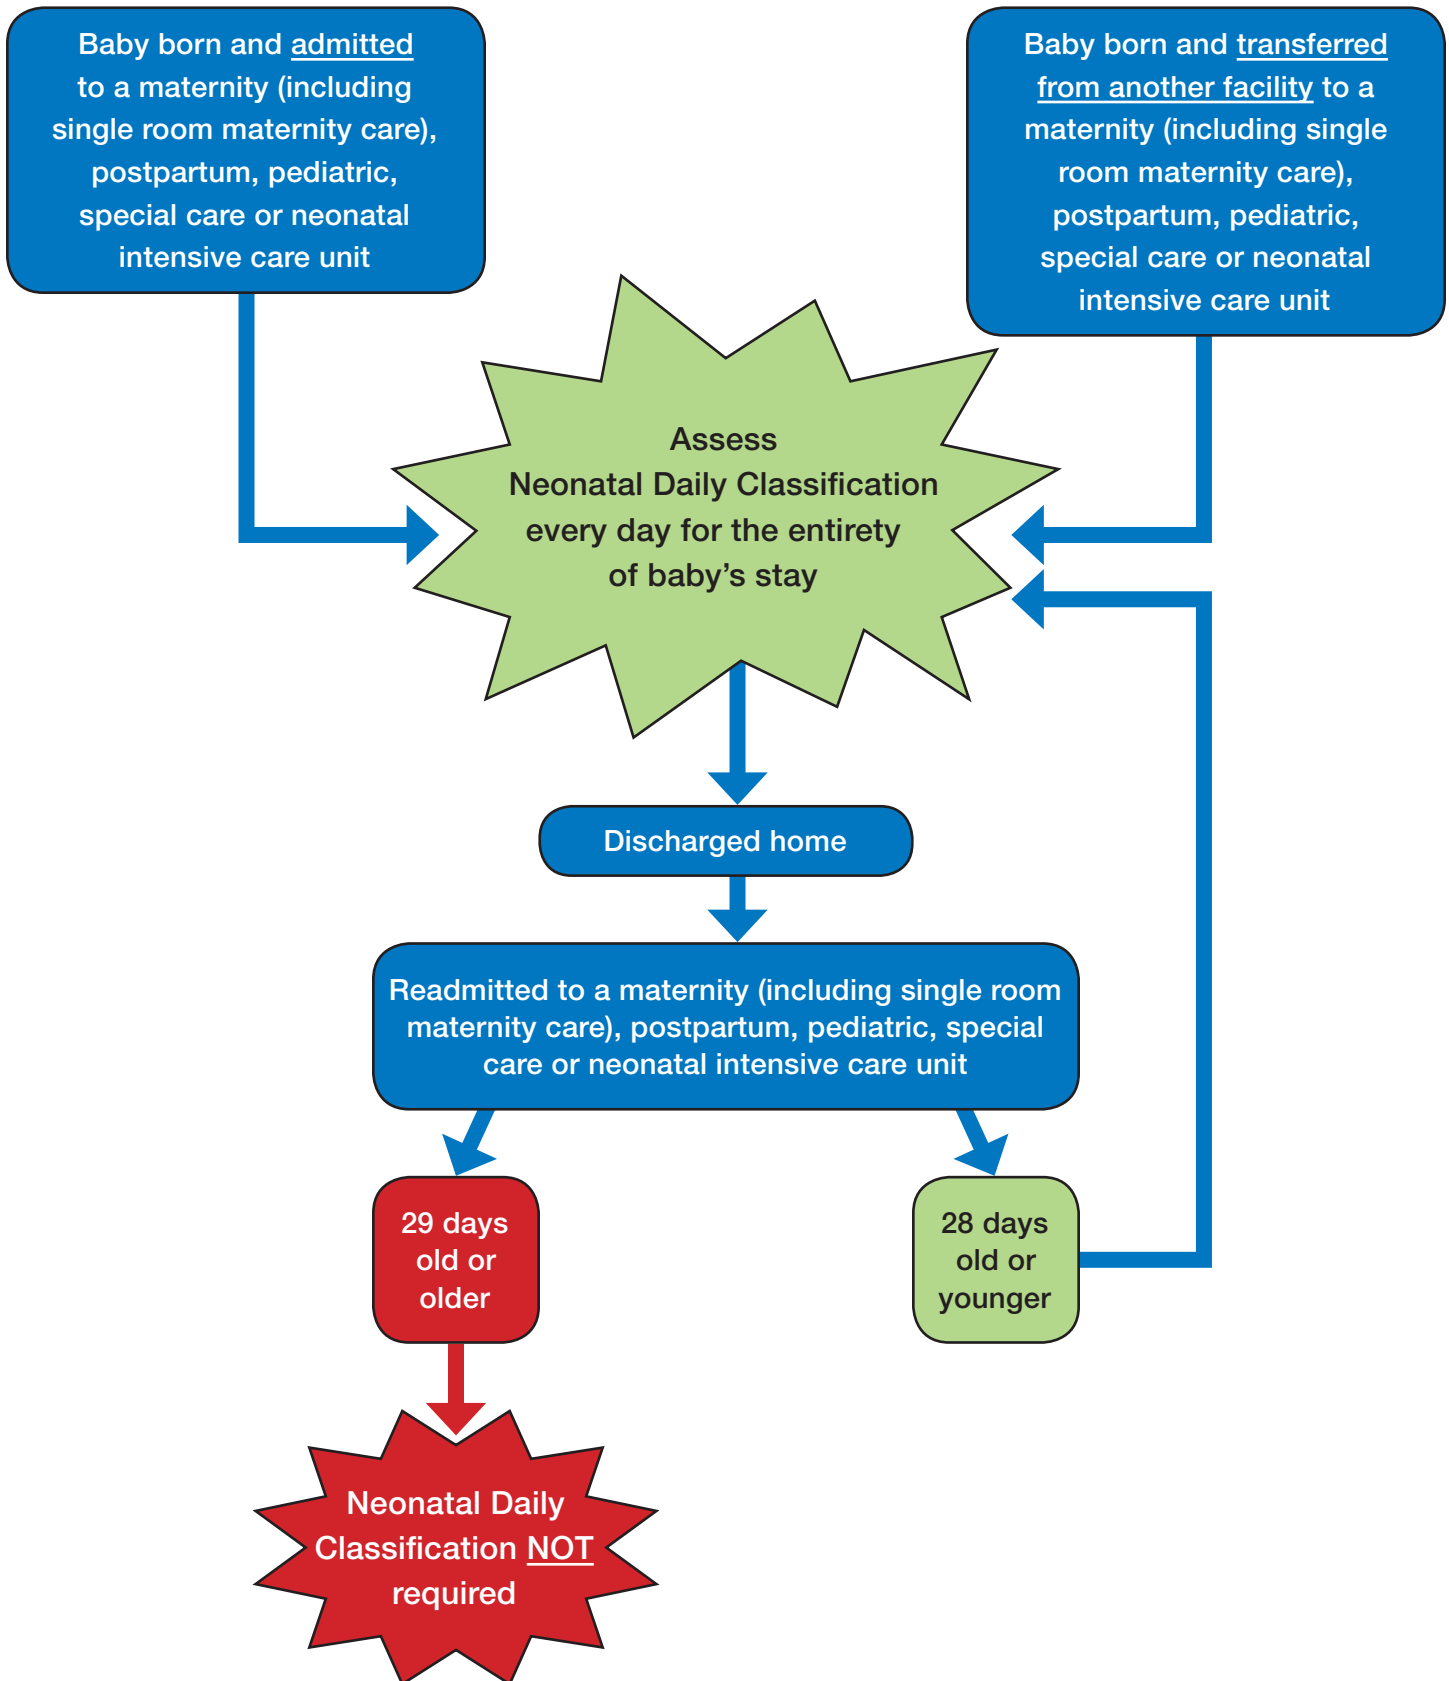 Baby born and admitted
to a maternity (including
single room maternity care),
postpartum, pediatric,
special care or neonatal
intensive care unit
Baby born and transferred
from another facility to a
maternity (including single
room maternity care),
postpartum, pediatric,
special care or neonatal
intensive care unit
Assess
Neonatal Daily Classification
every day for the entirety
of baby’s stay
Discharged home
Readmitted to a maternity (including single room
maternity care), postpartum, pediatric, special
care or neonatal intensive care unit
29 days
old or
older
28 days
old or
younger
Neonatal Daily
Classification NOT
required